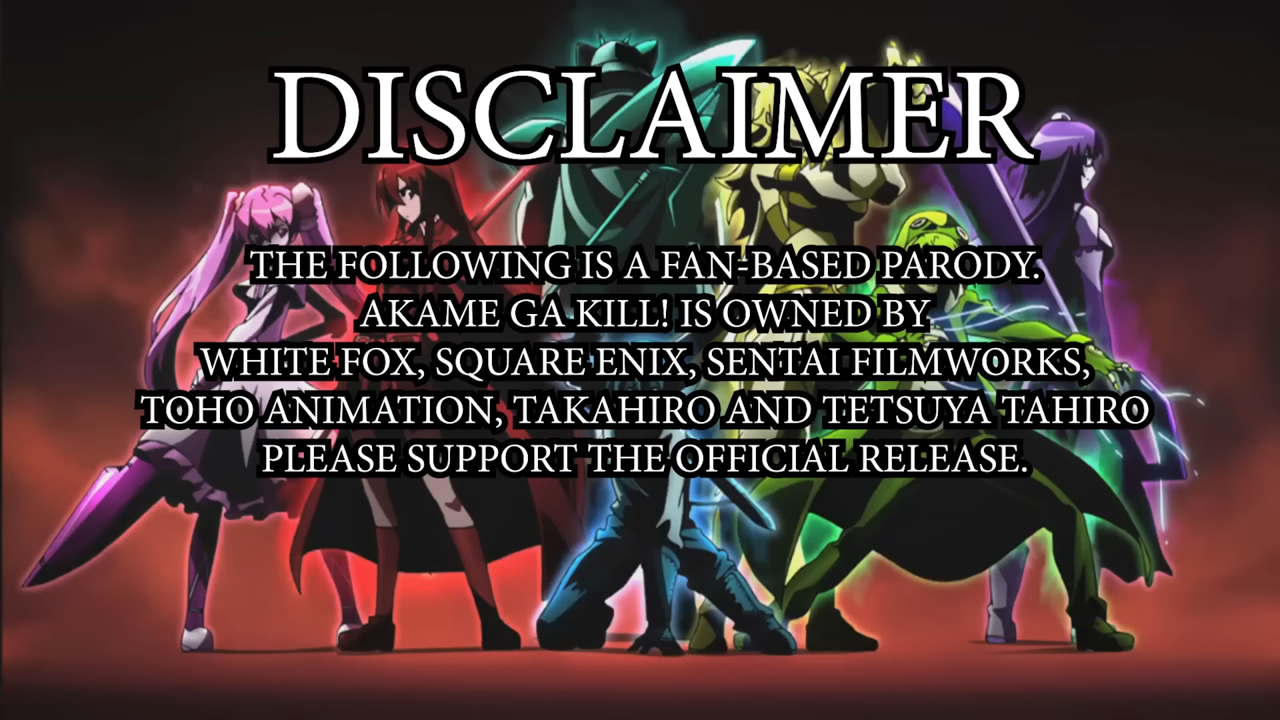 DISCLAIMER
THE FOLLOWING IS A FAN-BASED PARODY.
AKAME GA KILL! IS OWNED BY
WHITE FOX, SQUARE ENIX, SENTAI FILMWORKS,
TOHO ANIMATION, TAKAHIRO AND TETSUYA TAHIRO
PLEASE SUPPORT THE OFFICIAL RELEASE.